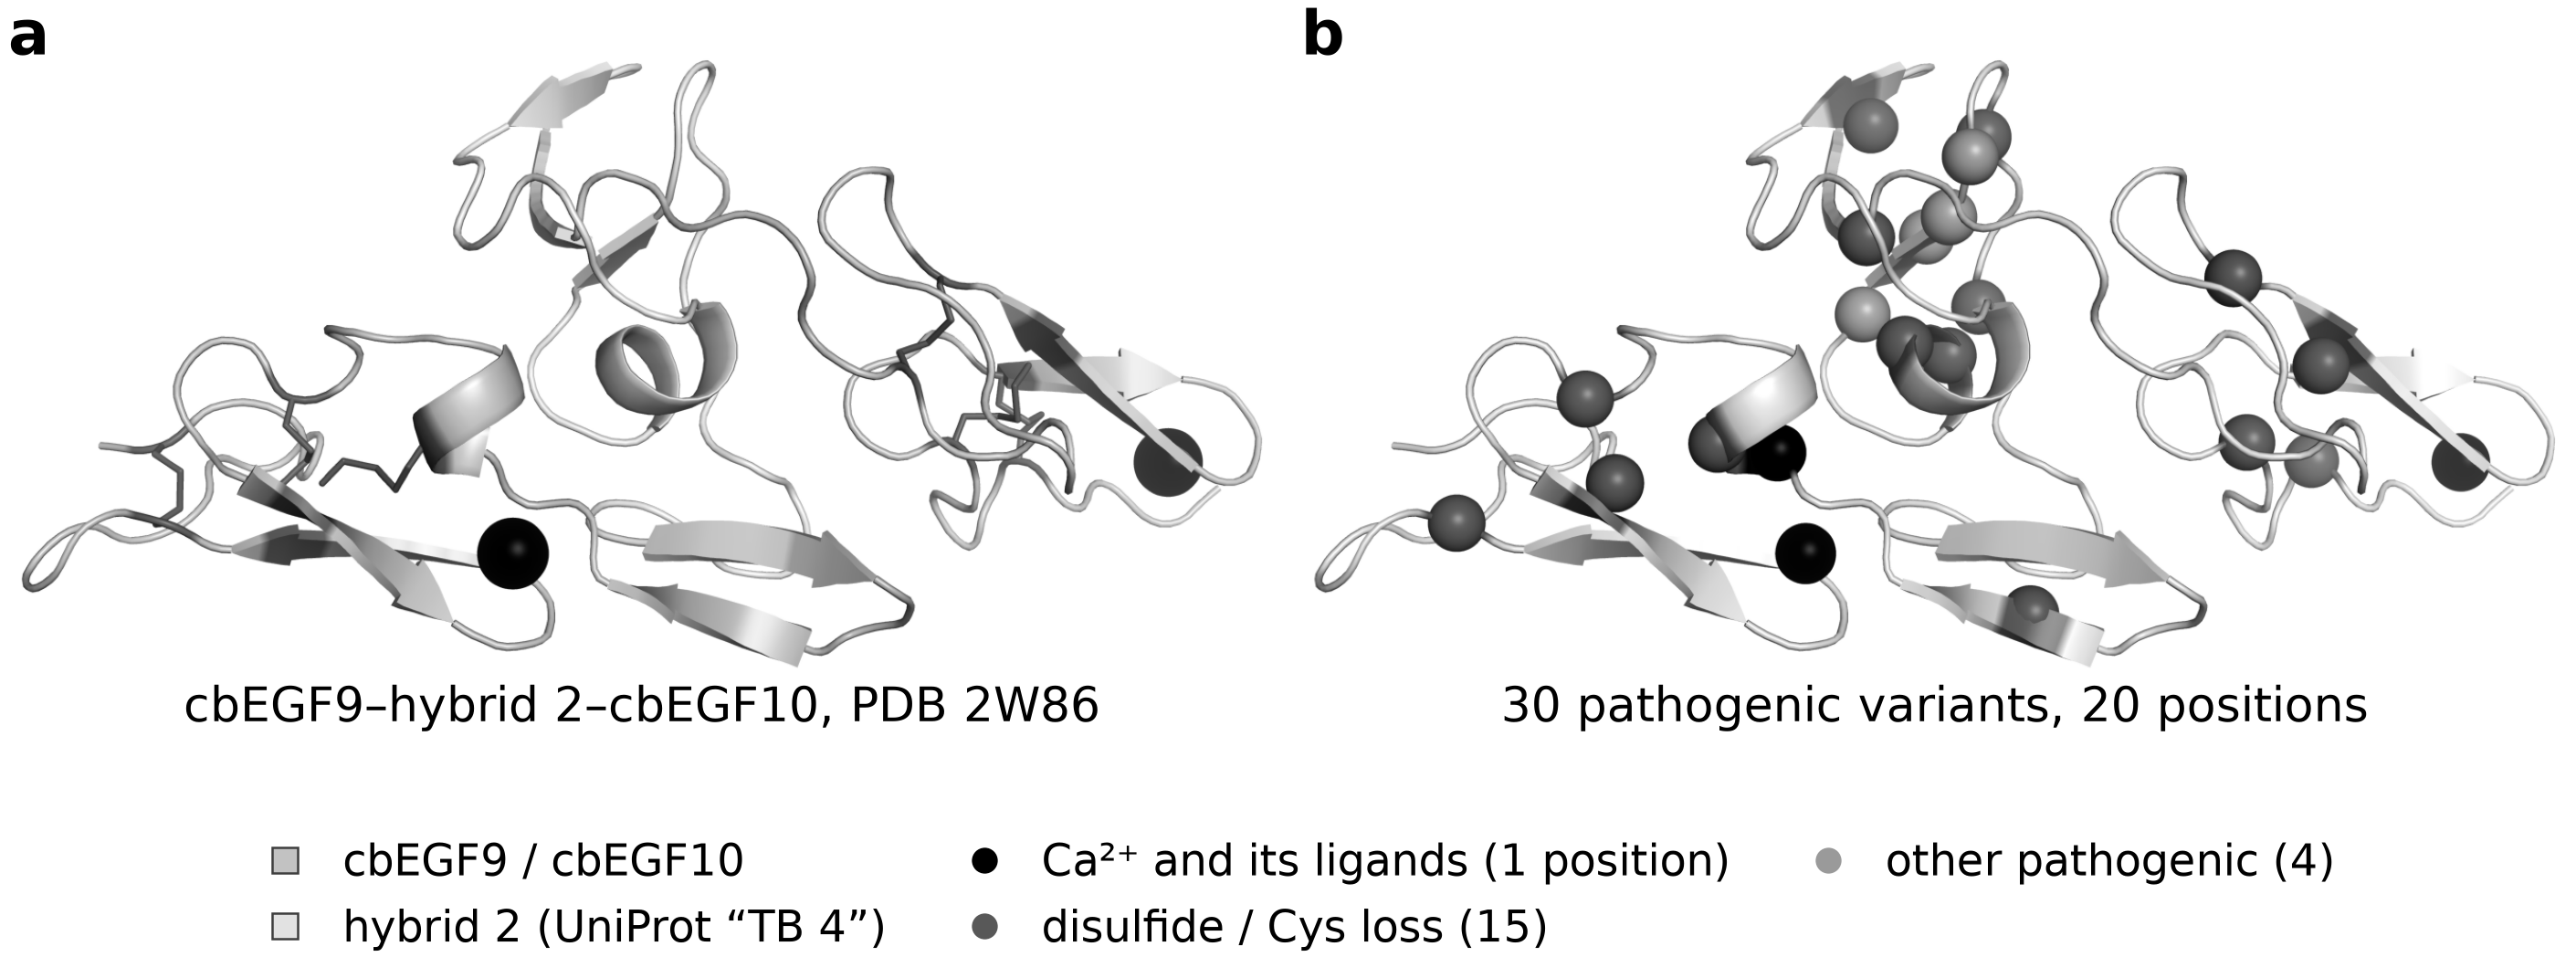 a
b
cbEGF9–hybrid 2–cbEGF10, PDB 2W86
30 pathogenic variants, 20 positions
cbEGF9 / cbEGF10
Ca²⁺ and its ligands (1 position)
other pathogenic (4)
hybrid 2 (UniProt “TB 4”)
disulfide / Cys loss (15)